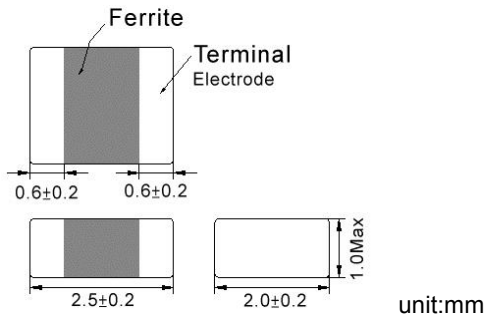 Ferrite
Terminal
Electrode
0.6±0.2
0.6±0.2
1.0Max
2.5±0.2
2.0±0.2
unit:mm